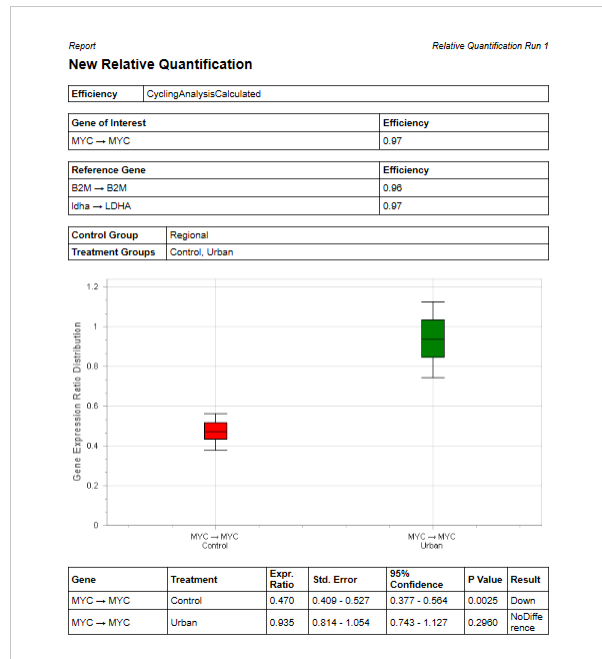 Report Relative Quantification Run 1
New Relative Quantification
Efficiency CyclingAnalysisCalculated
Gene of Interest Efficiency
MYC → MYC 0.97
Reference Gene Efficiency
B2M → B2M 0.96
ldha → LDHA 0.97
Control Group Regional
Treatment Groups Control, Urban
Gene Expression Ratio Distribution
1.2
1
0.8
0.6
0.4
0.2
0
MYC → MYC MYC → MYC
Control Urban
Gene Treatment Expr. Ratio Std. Error 95% Confidence P Value Result
MYC → MYC Control 0.470 0.409 - 0.527 0.377 - 0.564 0.0025 Down
MYC → MYC Urban 0.935 0.814 - 1.054 0.743 - 1.127 0.2960 NoDiffe
rence